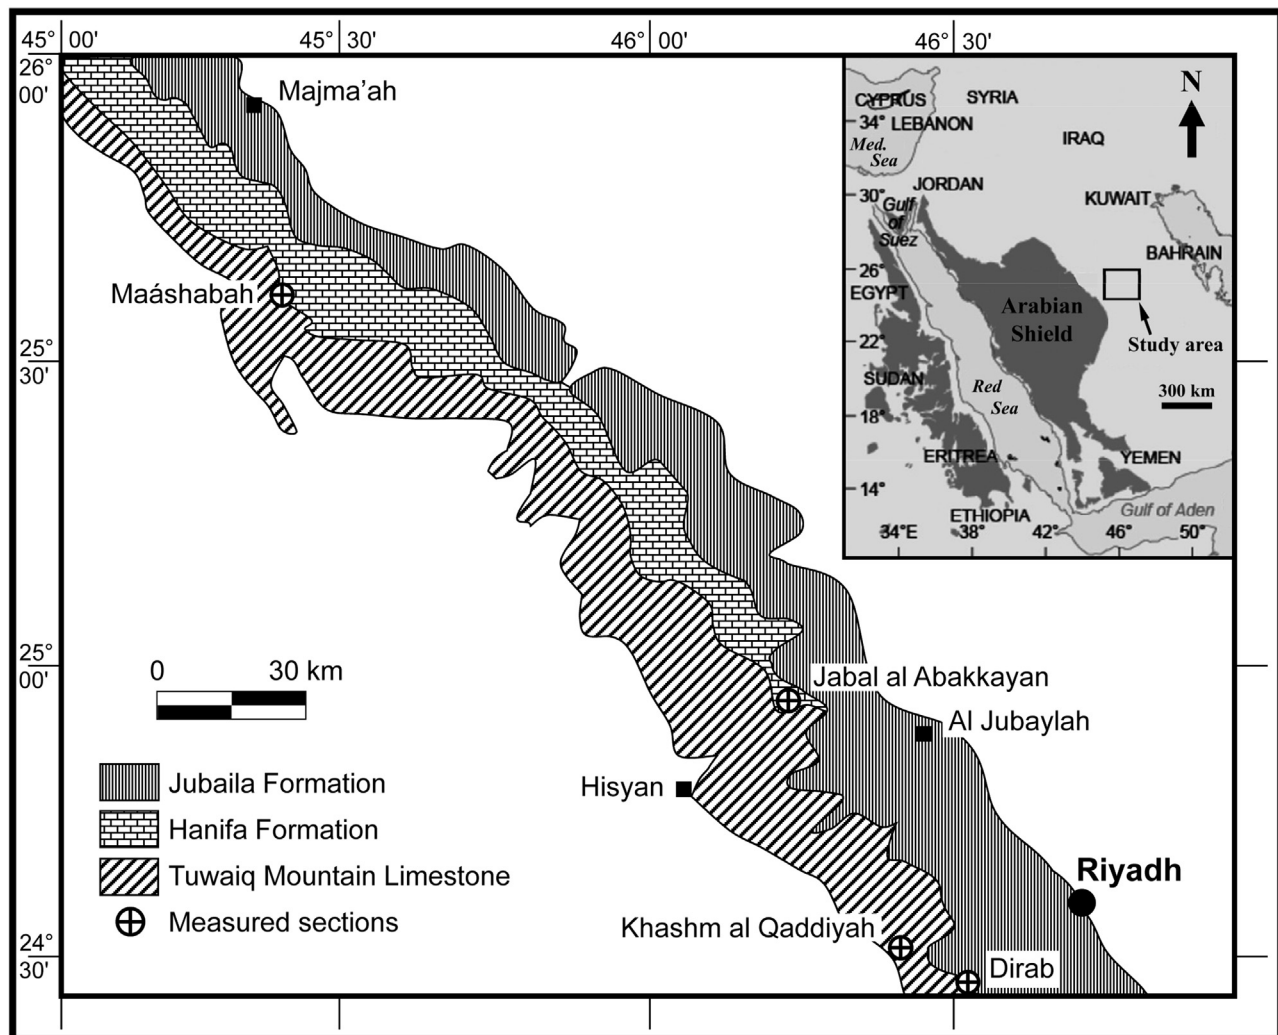 45° 00'
45° 30'
46° 00'
46° 30'
26°
00'
Majma’ah
Maáshabah
25°
30'
25°
00'
0 30 km
Jabal al Abakkayan
Al Jubaylah
Hisyan
Jubaila Formation
Hanifa Formation
Tuwaiq Mountain Limestone
Measured sections
Riyadh
Khashm al Qaddiyah
Dirab
24°
30'
N
CYPRUS
SYRIA
34°
LEBANON
IRAQ
Med.
Sea
30°
JORDAN
KUWAIT
Gulf
of
Suez
BAHRAIN
26°
EGYPT
Arabian
Shield
Study area
22°
SUDAN
Red
Sea
300 km
18°
ERITREA
YEMEN
14°
ETHIOPIA
Gulf of Aden
34°E
38°
42°
46°
50°